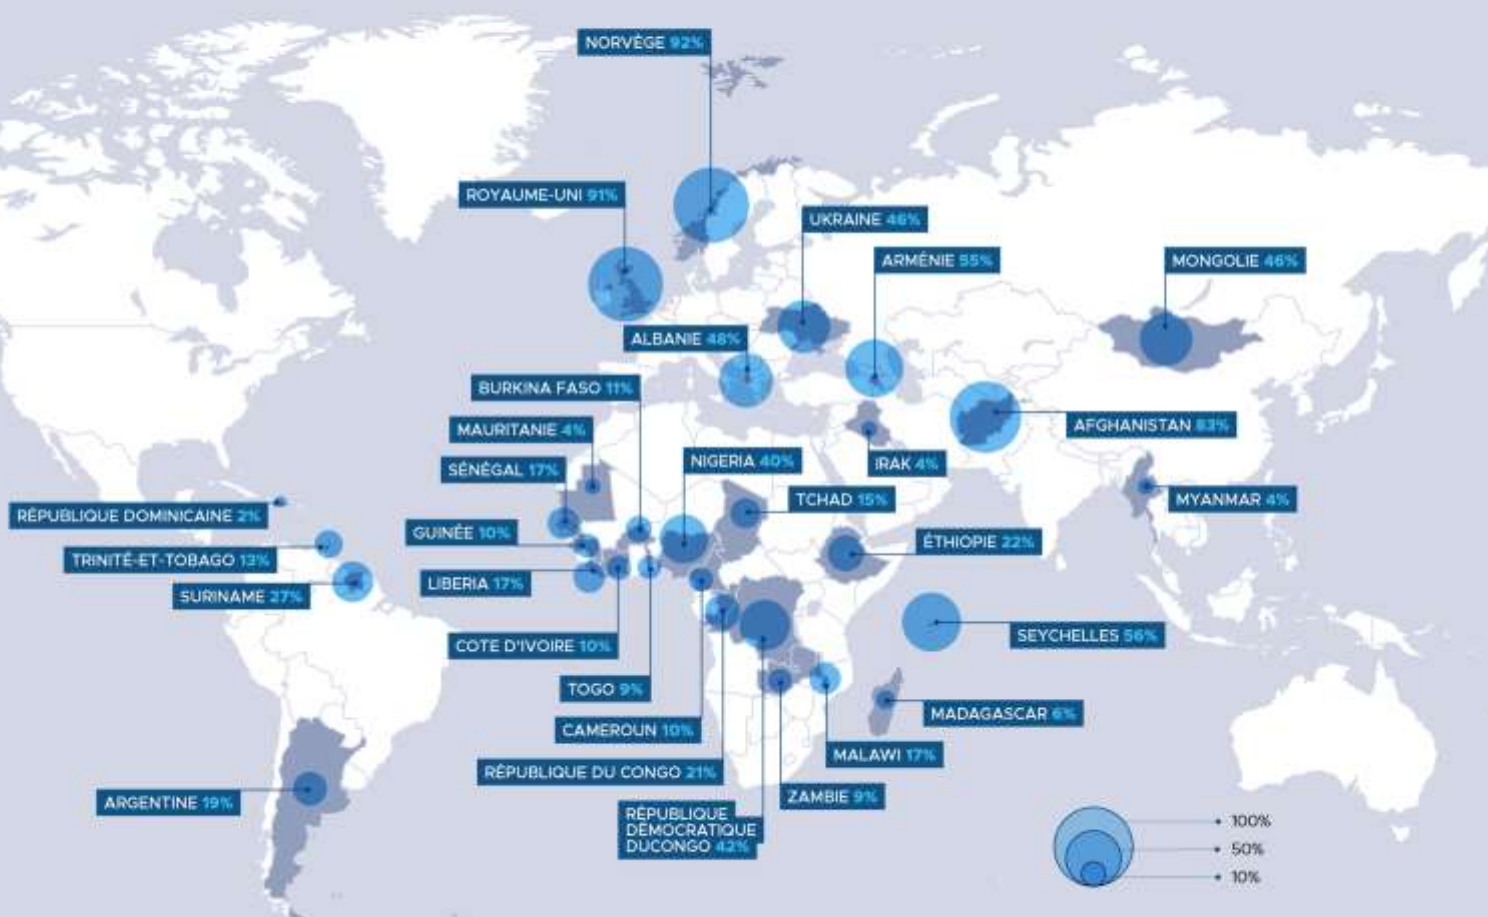 NORVÈGE 92%
ROYAUME-UNI 91%
UKRAINE 46%
ARMÉNIE 55%
MONGOLIE 46%
ALBANIE 48%
BURKINA FASO 11%
MAURITANIE 4%
AFGHANISTAN 83%
SÉNÉGAL 17%
NIGERIA 40%
IRAK 4%
TCHAD 15%
MYANMAR 4%
RÉPUBLIQUE DOMINICAINE 2%
GUINÉE 10%
ÉTHIOPIE 22%
TRINITÉ-ET-TOBAGO 13%
LIBERIA 17%
SURINAME 27%
SEYCHELLES 56%
COTE D'IVOIRE 10%
TOGO 9%
MADAGASCAR 6%
CAMEROUN 10%
MALAWI 17%
RÉPUBLIQUE DU CONGO 21%
ZAMBIE 9%
ARGENTINE 19%
RÉPUBLIQUE
DÉMOCRATIQUE
DUCONGO 42%
100%
50%
10%